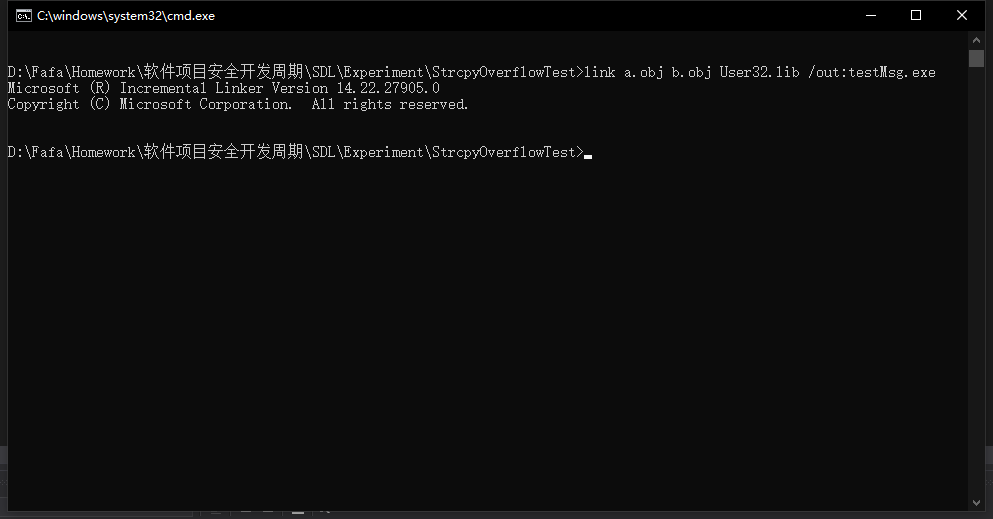 C:\windows\system32\cmd.exe
D:\Fafa\Homework\软件项目安全开发周期\SDL\Experiment\StrcpyOverflowTest>link a.obj b.obj User32.lib /out:testMsg.exe
Microsoft (R) Incremental Linker Version 14.22.27905.0
Copyright (C) Microsoft Corporation.  All rights reserved.
D:\Fafa\Homework\软件项目安全开发周期\SDL\Experiment\StrcpyOverflowTest>